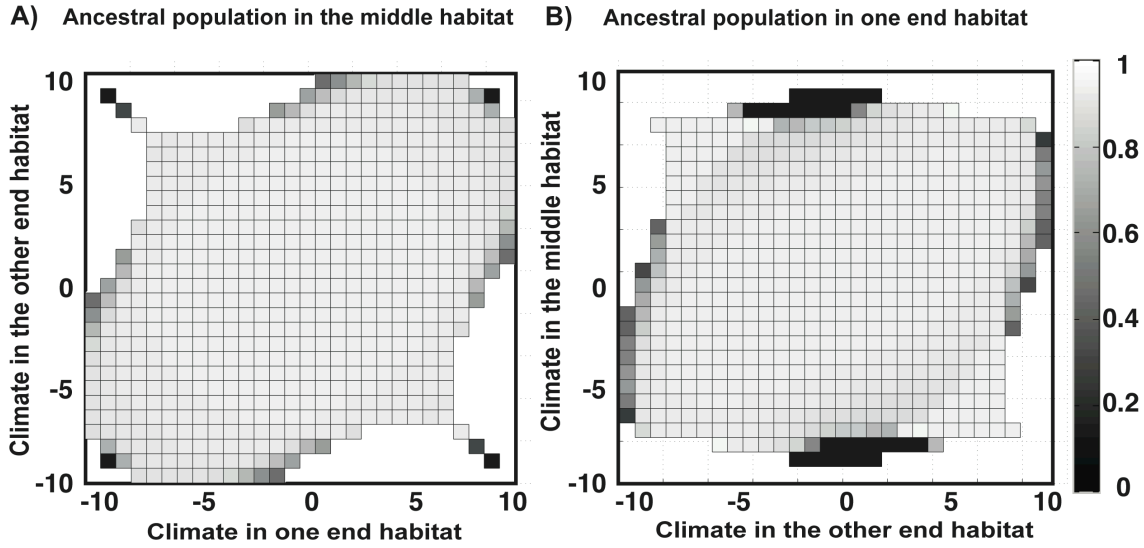 A) Ancestral population in the middle habitat
Climate in the other end habitat
10
5
0
-5
-10
-10 -5 0 5 10
Climate in one end habitat
B) Ancestral population in one end habitat
Climate in the middle habitat
10
5
0
-5
-10
-10 -5 0 5 10
Climate in the other end habitat
1
0.8
0.6
0.4
0.2
0